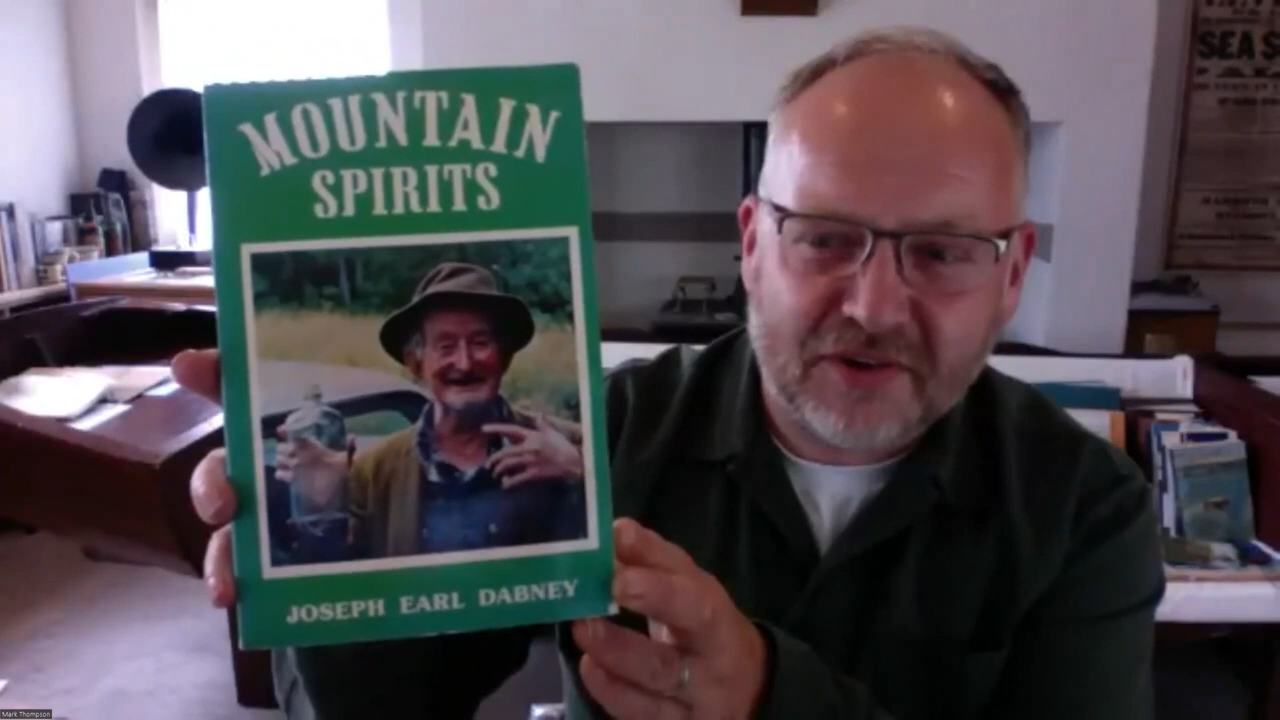 MOUNTAIN
SPIRITS
JOSEPH EARL DABNEY
SEA S
Mark Thompson